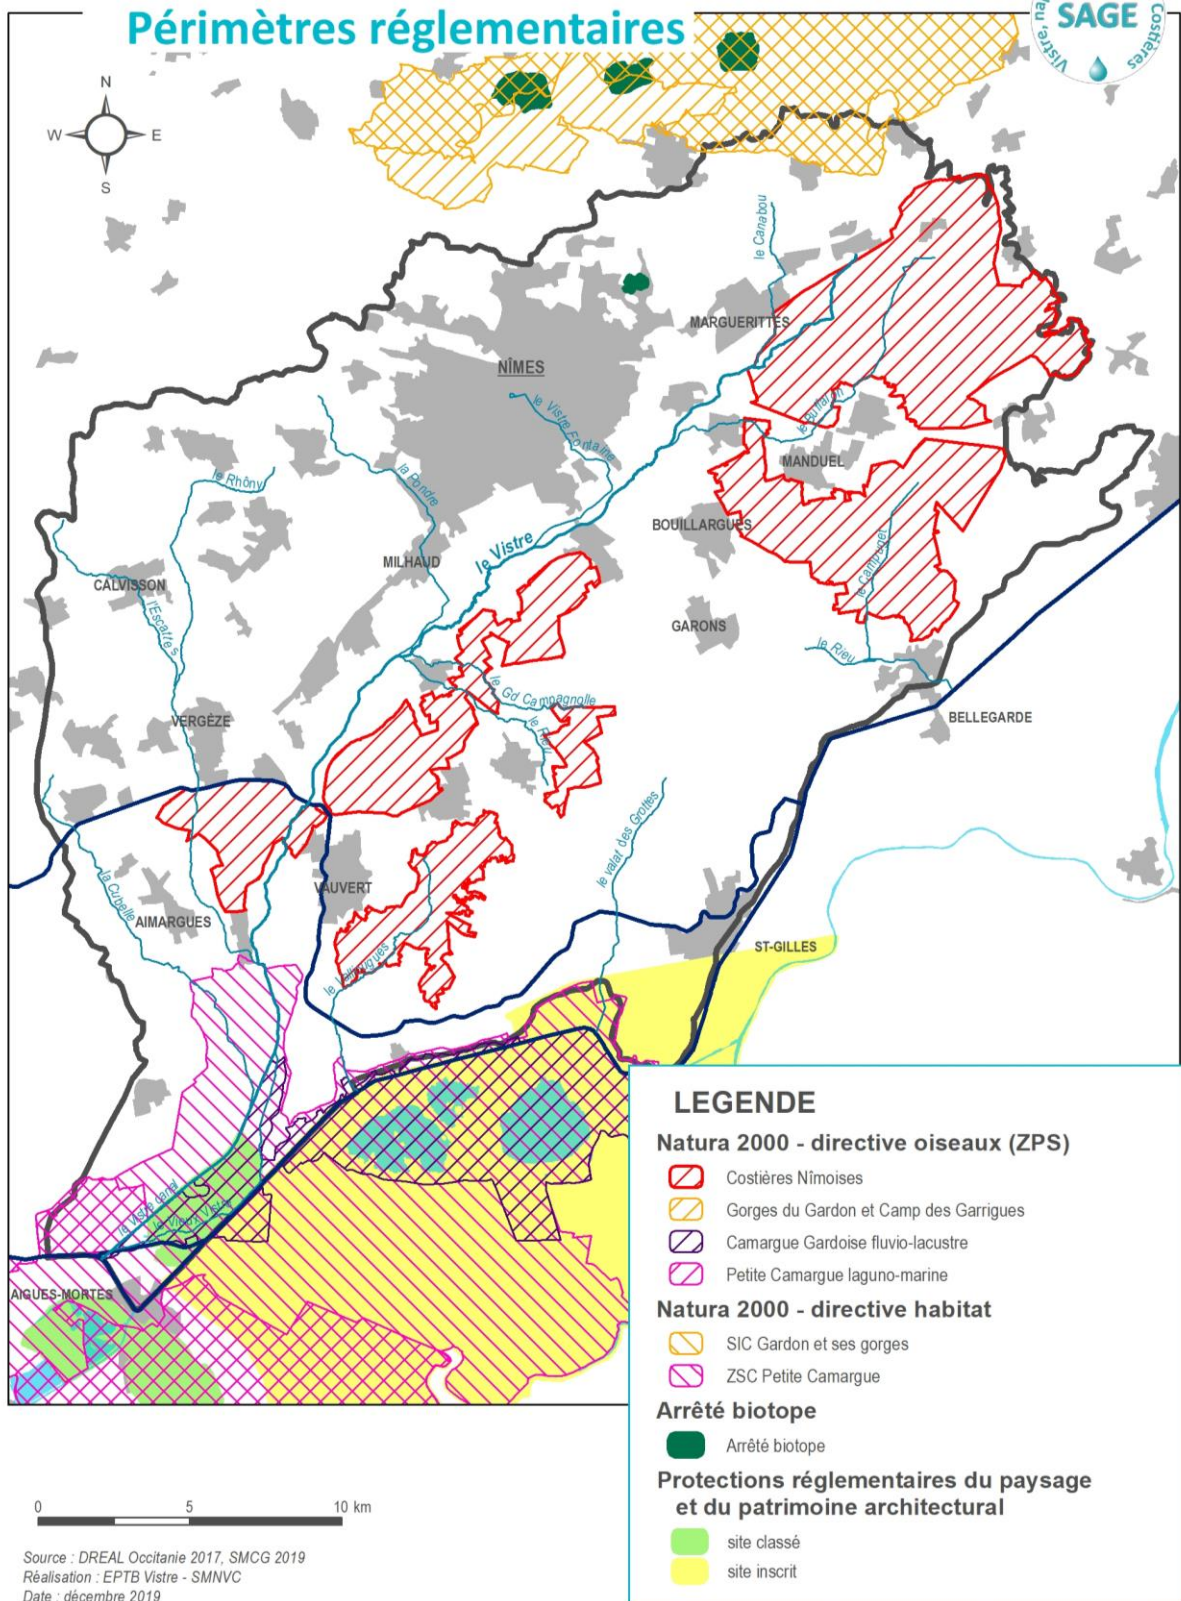 Périmètres réglementaires
SAGE
Vistre,
Costières
N
W
E
S
le Canabou
MARGUERITTES
NÎMES
le Vistre Fontaine
le Buffalon
MANDUEL
le Rhôny
la Pondre
BOUILLARGUES
le Vistre
MILHAUD
CALVISSON
l'Escattes
le Campuget
GARONS
le Rieu
le Gd Campagnolle
le Rieu
BELLEGARDE
VERGÈZE
le valat des Grottes
la Cubelle
VAUVERT
AIMARGUES
ST-GILLES
le Vistre canal
le Vieux Vistre
AIGUES-MORTES
LEGENDE
Natura 2000 - directive oiseaux (ZPS)
Costières Nîmoises
Gorges du Gardon et Camp des Garrigues
Camargue Gardoise fluvio-lacustre
Petite Camargue laguno-marine
Natura 2000 - directive habitat
SIC Gardon et ses gorges
ZSC Petite Camargue
Arrêté biotope
Arrêté biotope
Protections réglementaires du paysage
et du patrimoine architectural
site classé
site inscrit
0 5 10 km
Source : DREAL Occitanie 2017, SMCG 2019
Réalisation : EPTB Vistre - SMNVC
Date : décembre 2019